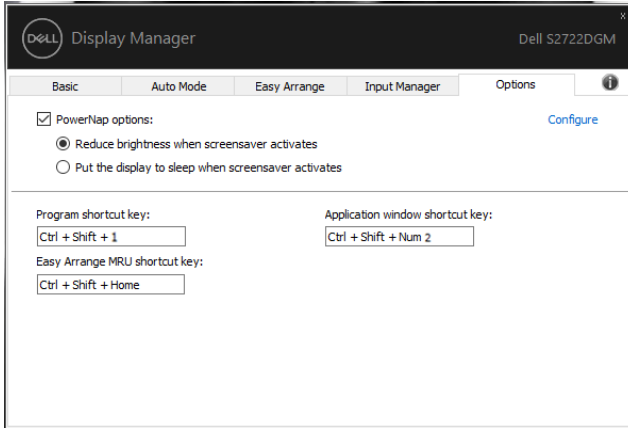 DELL Display Manager Dell S2722DGM x
Basic Auto Mode Easy Arrange Input Manager Options i
PowerNap options: Configure
Reduce brightness when screensaver activates
Put the display to sleep when screensaver activates
Program shortcut key: Application window shortcut key:
Ctrl + Shift + 1 Ctrl + Shift + Num 2
Easy Arrange MRU shortcut key:
Ctrl + Shift + Home